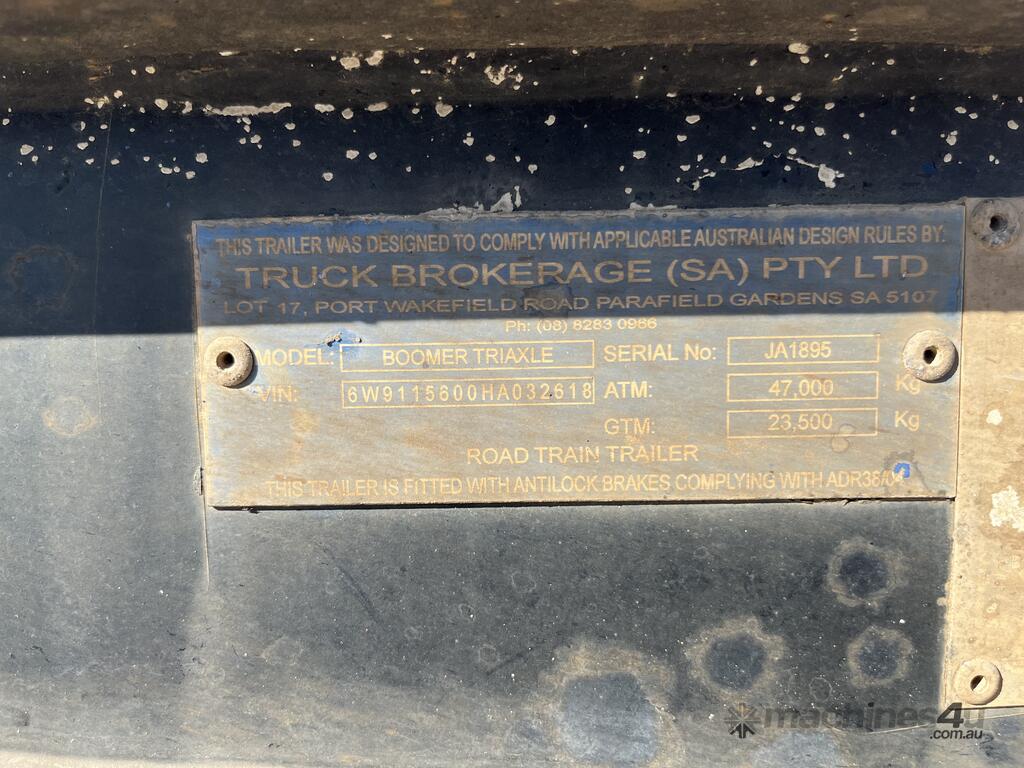 THIS TRAILER WAS DESIGNED TO COMPLY WITH APPLICABLE AUSTRALIAN DESIGN RULES BY:
TRUCK BROKERAGE (SA) PTY LTD
LOT 17, PORT WAKEFIELD ROAD PARAFIELD GARDENS SA 5107
Ph: (08) 8283 0966
MODEL: BOOMER TRIAXLE SERIAL No: JA1895
VIN: 6W9115600HA032618 ATM: 47,000 Kg
GTM: 23,500 Kg
ROAD TRAIN TRAILER
THIS TRAILER IS FITTED WITH ANTILOCK BRAKES COMPLYING WITH ADR38/04
machines4u
.com.au